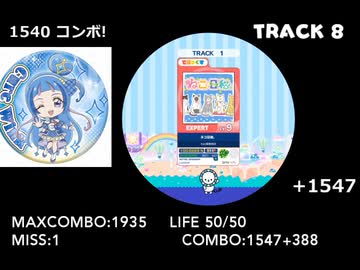 1540 コンボ!
TRACK 8
TRACK 1
EXPERT
9
+1547
MAXCOMBO:1935
LIFE 50/50
MISS:1
COMBO:1547+388